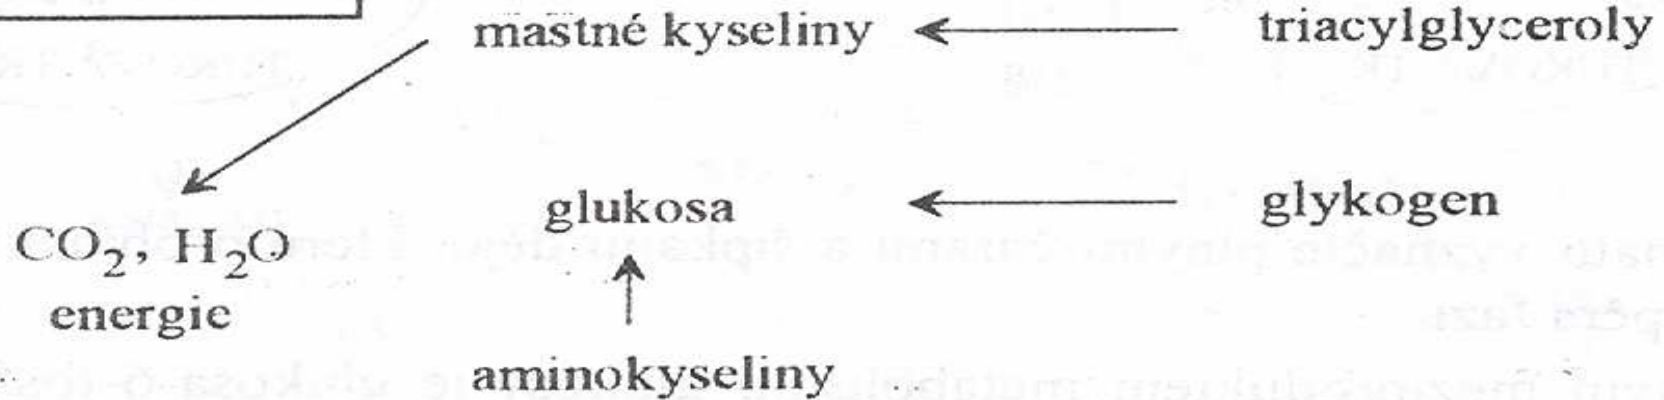 mastné kyseliny ← triacylglyceroly
glukosa ← glykogen
CO₂, H₂O
energie
↑
aminokyseliny